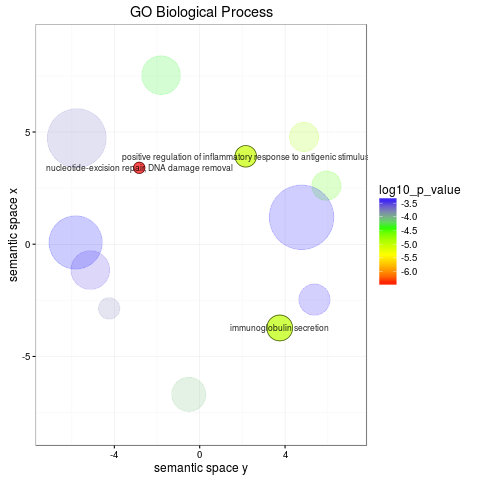 GO Biological Process
semantic space x
5
0
-5
positive regulation of inflammatory response to antigenic stimulus
nucleotide-excision repair, DNA damage removal
immunoglobulin secretion
-4
0
4
semantic space y
log10_p_value
-3.5
-4.0
-4.5
-5.0
-5.5
-6.0